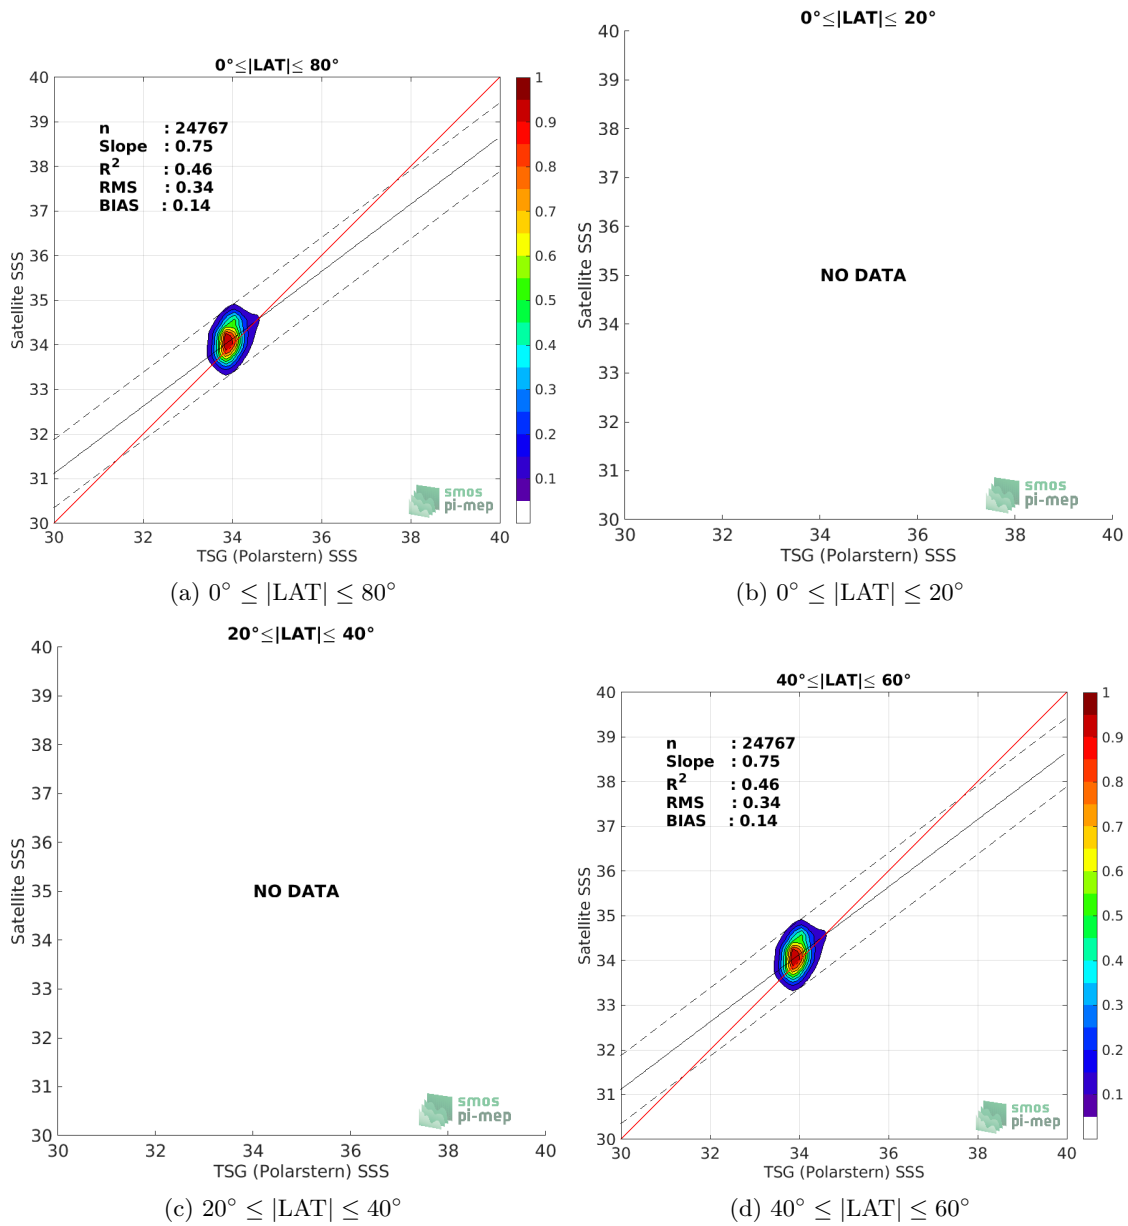 0°≤|LAT|≤ 80°
40
39
38
37
36
35
34
33
32
31
30
30
32
34
36
38
40
Satellite SSS
TSG (Polarstern) SSS
n : 24767
Slope : 0.75
R² : 0.46
RMS : 0.34
BIAS : 0.14
1
0.9
0.8
0.7
0.6
0.5
0.4
0.3
0.2
0.1
smos
pi-mep
(a) 0° ≤ |LAT| ≤ 80°
0°≤|LAT|≤ 20°
40
39
38
37
36
35
34
33
32
31
30
30
32
34
36
38
40
Satellite SSS
TSG (Polarstern) SSS
NO DATA
smos
pi-mep
(b) 0° ≤ |LAT| ≤ 20°
20°≤|LAT|≤ 40°
40
39
38
37
36
35
34
33
32
31
30
30
32
34
36
38
40
Satellite SSS
TSG (Polarstern) SSS
NO DATA
smos
pi-mep
(c) 20° ≤ |LAT| ≤ 40°
40°≤|LAT|≤ 60°
40
39
38
37
36
35
34
33
32
31
30
30
32
34
36
38
40
Satellite SSS
TSG (Polarstern) SSS
n : 24767
Slope : 0.75
R² : 0.46
RMS : 0.34
BIAS : 0.14
1
0.9
0.8
0.7
0.6
0.5
0.4
0.3
0.2
0.1
smos
pi-mep
(d) 40° ≤ |LAT| ≤ 60°